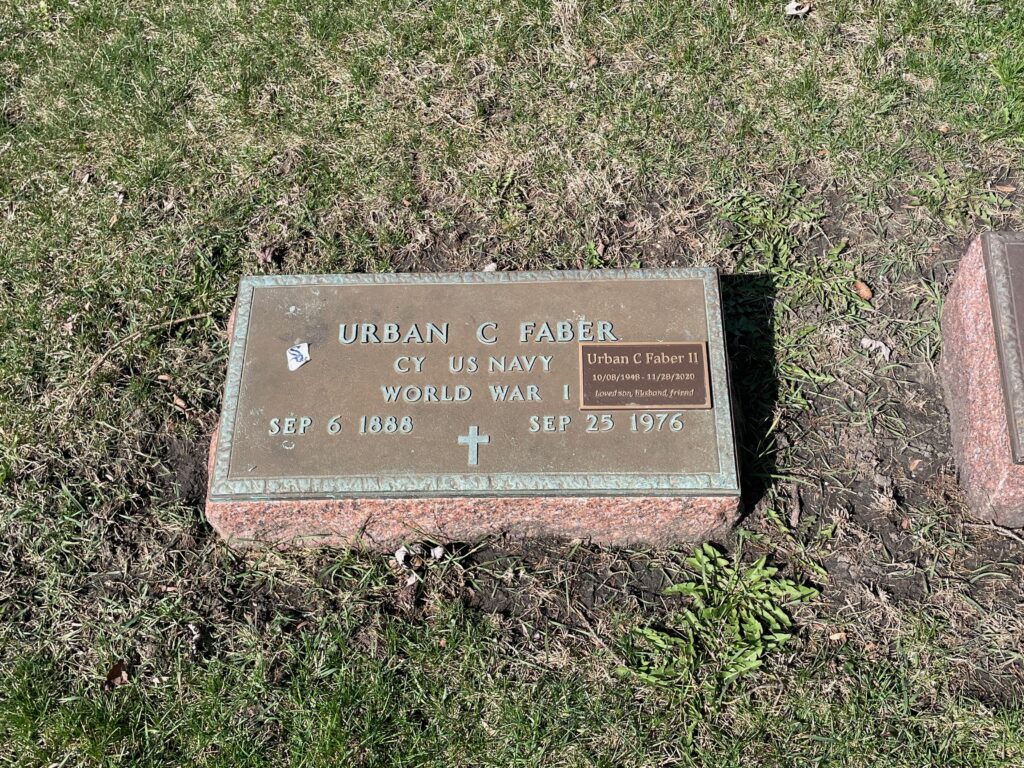 URBAN C FABER
CY US NAVY
WORLD WAR I
SEP 6 1888 SEP 25 1976
Urban C Faber II
10/08/1948 - 11/28/2020
Loved son, Husband, friend